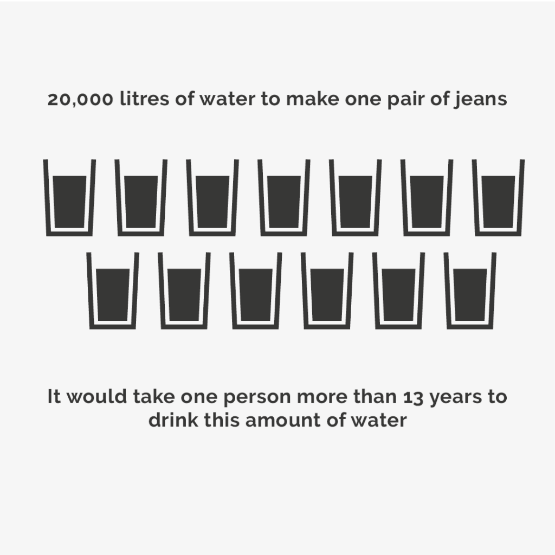 20,000 litres of water to make one pair of jeans
It would take one person more than 13 years to
drink this amount of water